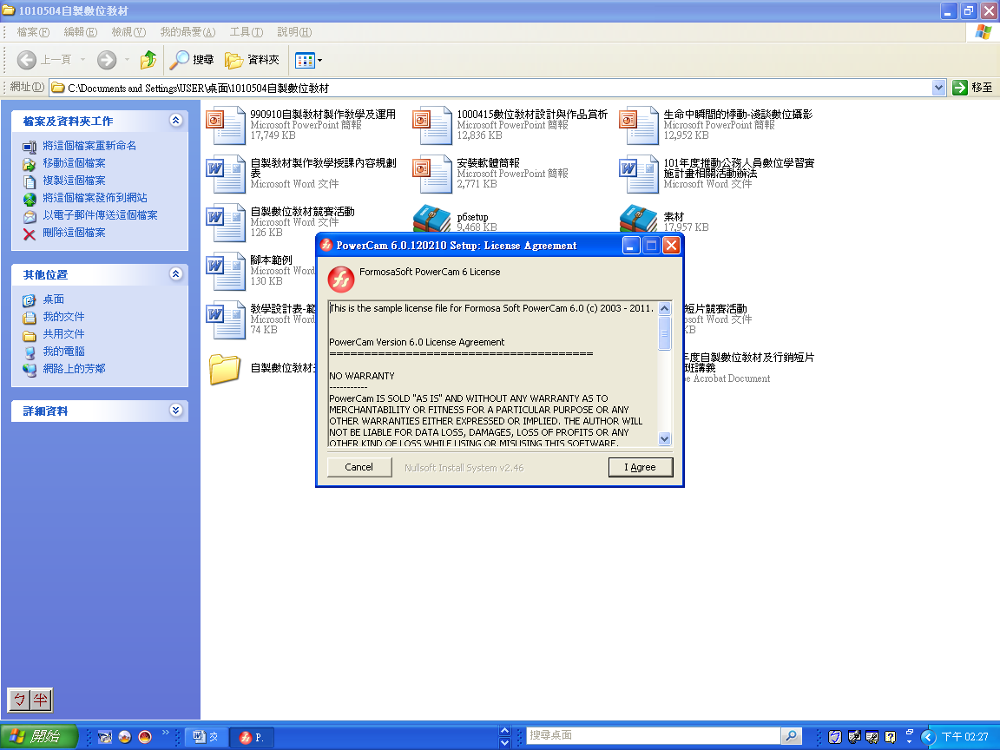 1010504自製數位教材
檔案(F) 編輯(E) 檢視(V) 我的最愛(A) 工具(T) 說明(H)
上一頁 搜尋 資料夾
網址(D) C:\Documents and Settings\USER\桌面\1010504自製數位教材 移至
檔案及資料夾工作
將這個檔案重新命名
移動這個檔案
複製這個檔案
將這個檔案發佈到網站
以電子郵件傳送這個檔案
刪除這個檔案
其他位置
桌面
我的文件
共用文件
我的電腦
網路上的芳鄰
詳細資料
990910自製教材製作教學及運用
Microsoft PowerPoint 簡報
17,749 KB
1000415數位教材設計與作品賞析
Microsoft PowerPoint 簡報
12,836 KB
生命中瞬間的悸動-淺談數位攝影
Microsoft PowerPoint 簡報
12,952 KB
自製教材製作教學授課內容規劃
表
Microsoft Word 文件
安裝軟體簡報
Microsoft PowerPoint 簡報
2,771 KB
101年度推動公務人員數位學習實
施計畫相關活動辦法
Microsoft Word 文件
自製數位教材競賽活動
Microsoft Word 文件
126 KB
p6setup
9,468 KB
素材
17,957 KB
腳本範例
Microsoft Word
130 KB
教學設計表-範
Microsoft Word
74 KB
短片競賽活動
Microsoft Word 文件
KB
自製數位教材
年度自製數位教材及行銷短片
班講義
Acrobat Document
PowerCam 6.0.120210 Setup: License Agreement
FormosaSoft PowerCam 6 License
This is the sample license file for Formosa Soft PowerCam 6.0 (c) 2003 - 2011.
PowerCam Version 6.0 License Agreement
======================================
NO WARRANTY
-----------
PowerCam IS SOLD "AS IS" AND WITHOUT ANY WARRANTY AS TO
MERCHANTABILITY OR FITNESS FOR A PARTICULAR PURPOSE OR ANY
OTHER WARRANTIES EITHER EXPRESSED OR IMPLIED. THE AUTHOR WILL
NOT BE LIABLE FOR DATA LOSS, DAMAGES, LOSS OF PROFITS OR ANY
OTHER KIND OF LOSS WHILE USING OR MISUSING THIS SOFTWARE.
Cancel Nullsoft Install System v2.46 I Agree
ㄅ 半
開始 文 P. 搜尋桌面 下午 02:27